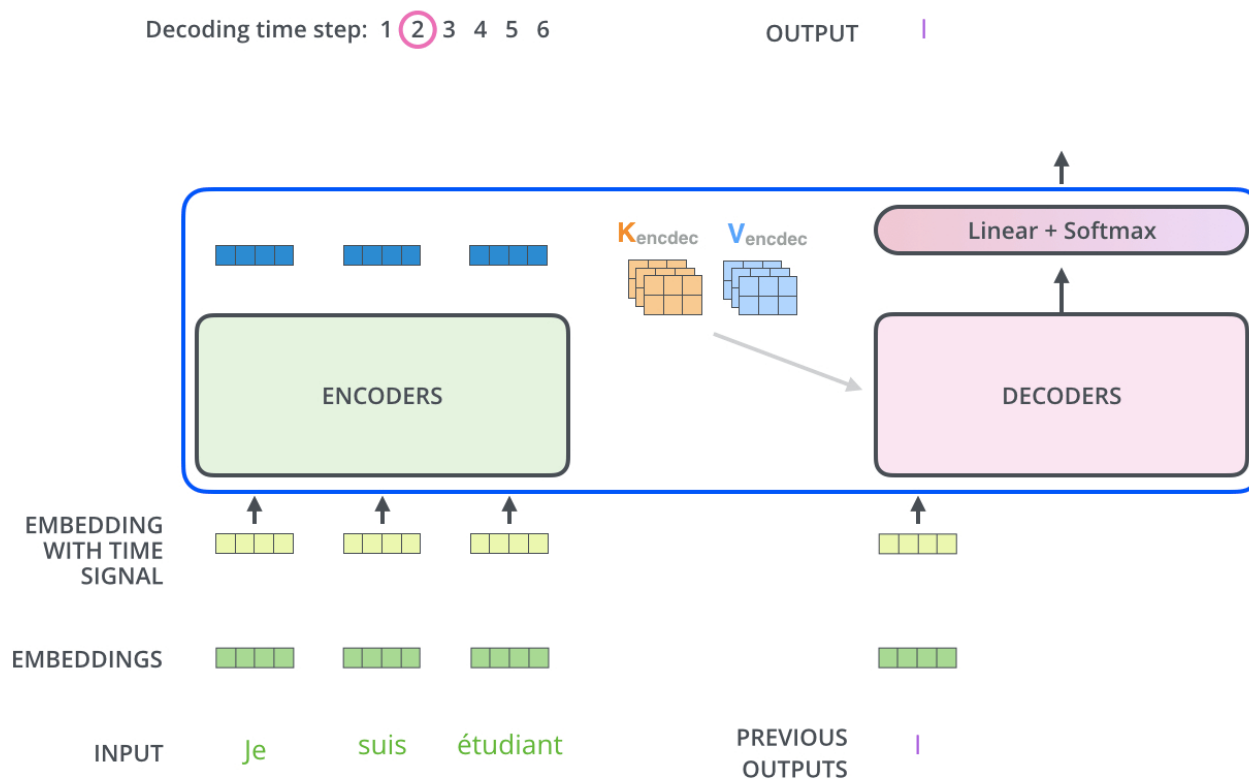 Decoding time step: 1 2 3 4 5 6
OUTPUT I
Kencdec Vencdec
Linear + Softmax
ENCODERS
DECODERS
EMBEDDING
WITH TIME
SIGNAL
EMBEDDINGS
INPUT Je suis étudiant
PREVIOUS
OUTPUTS
I